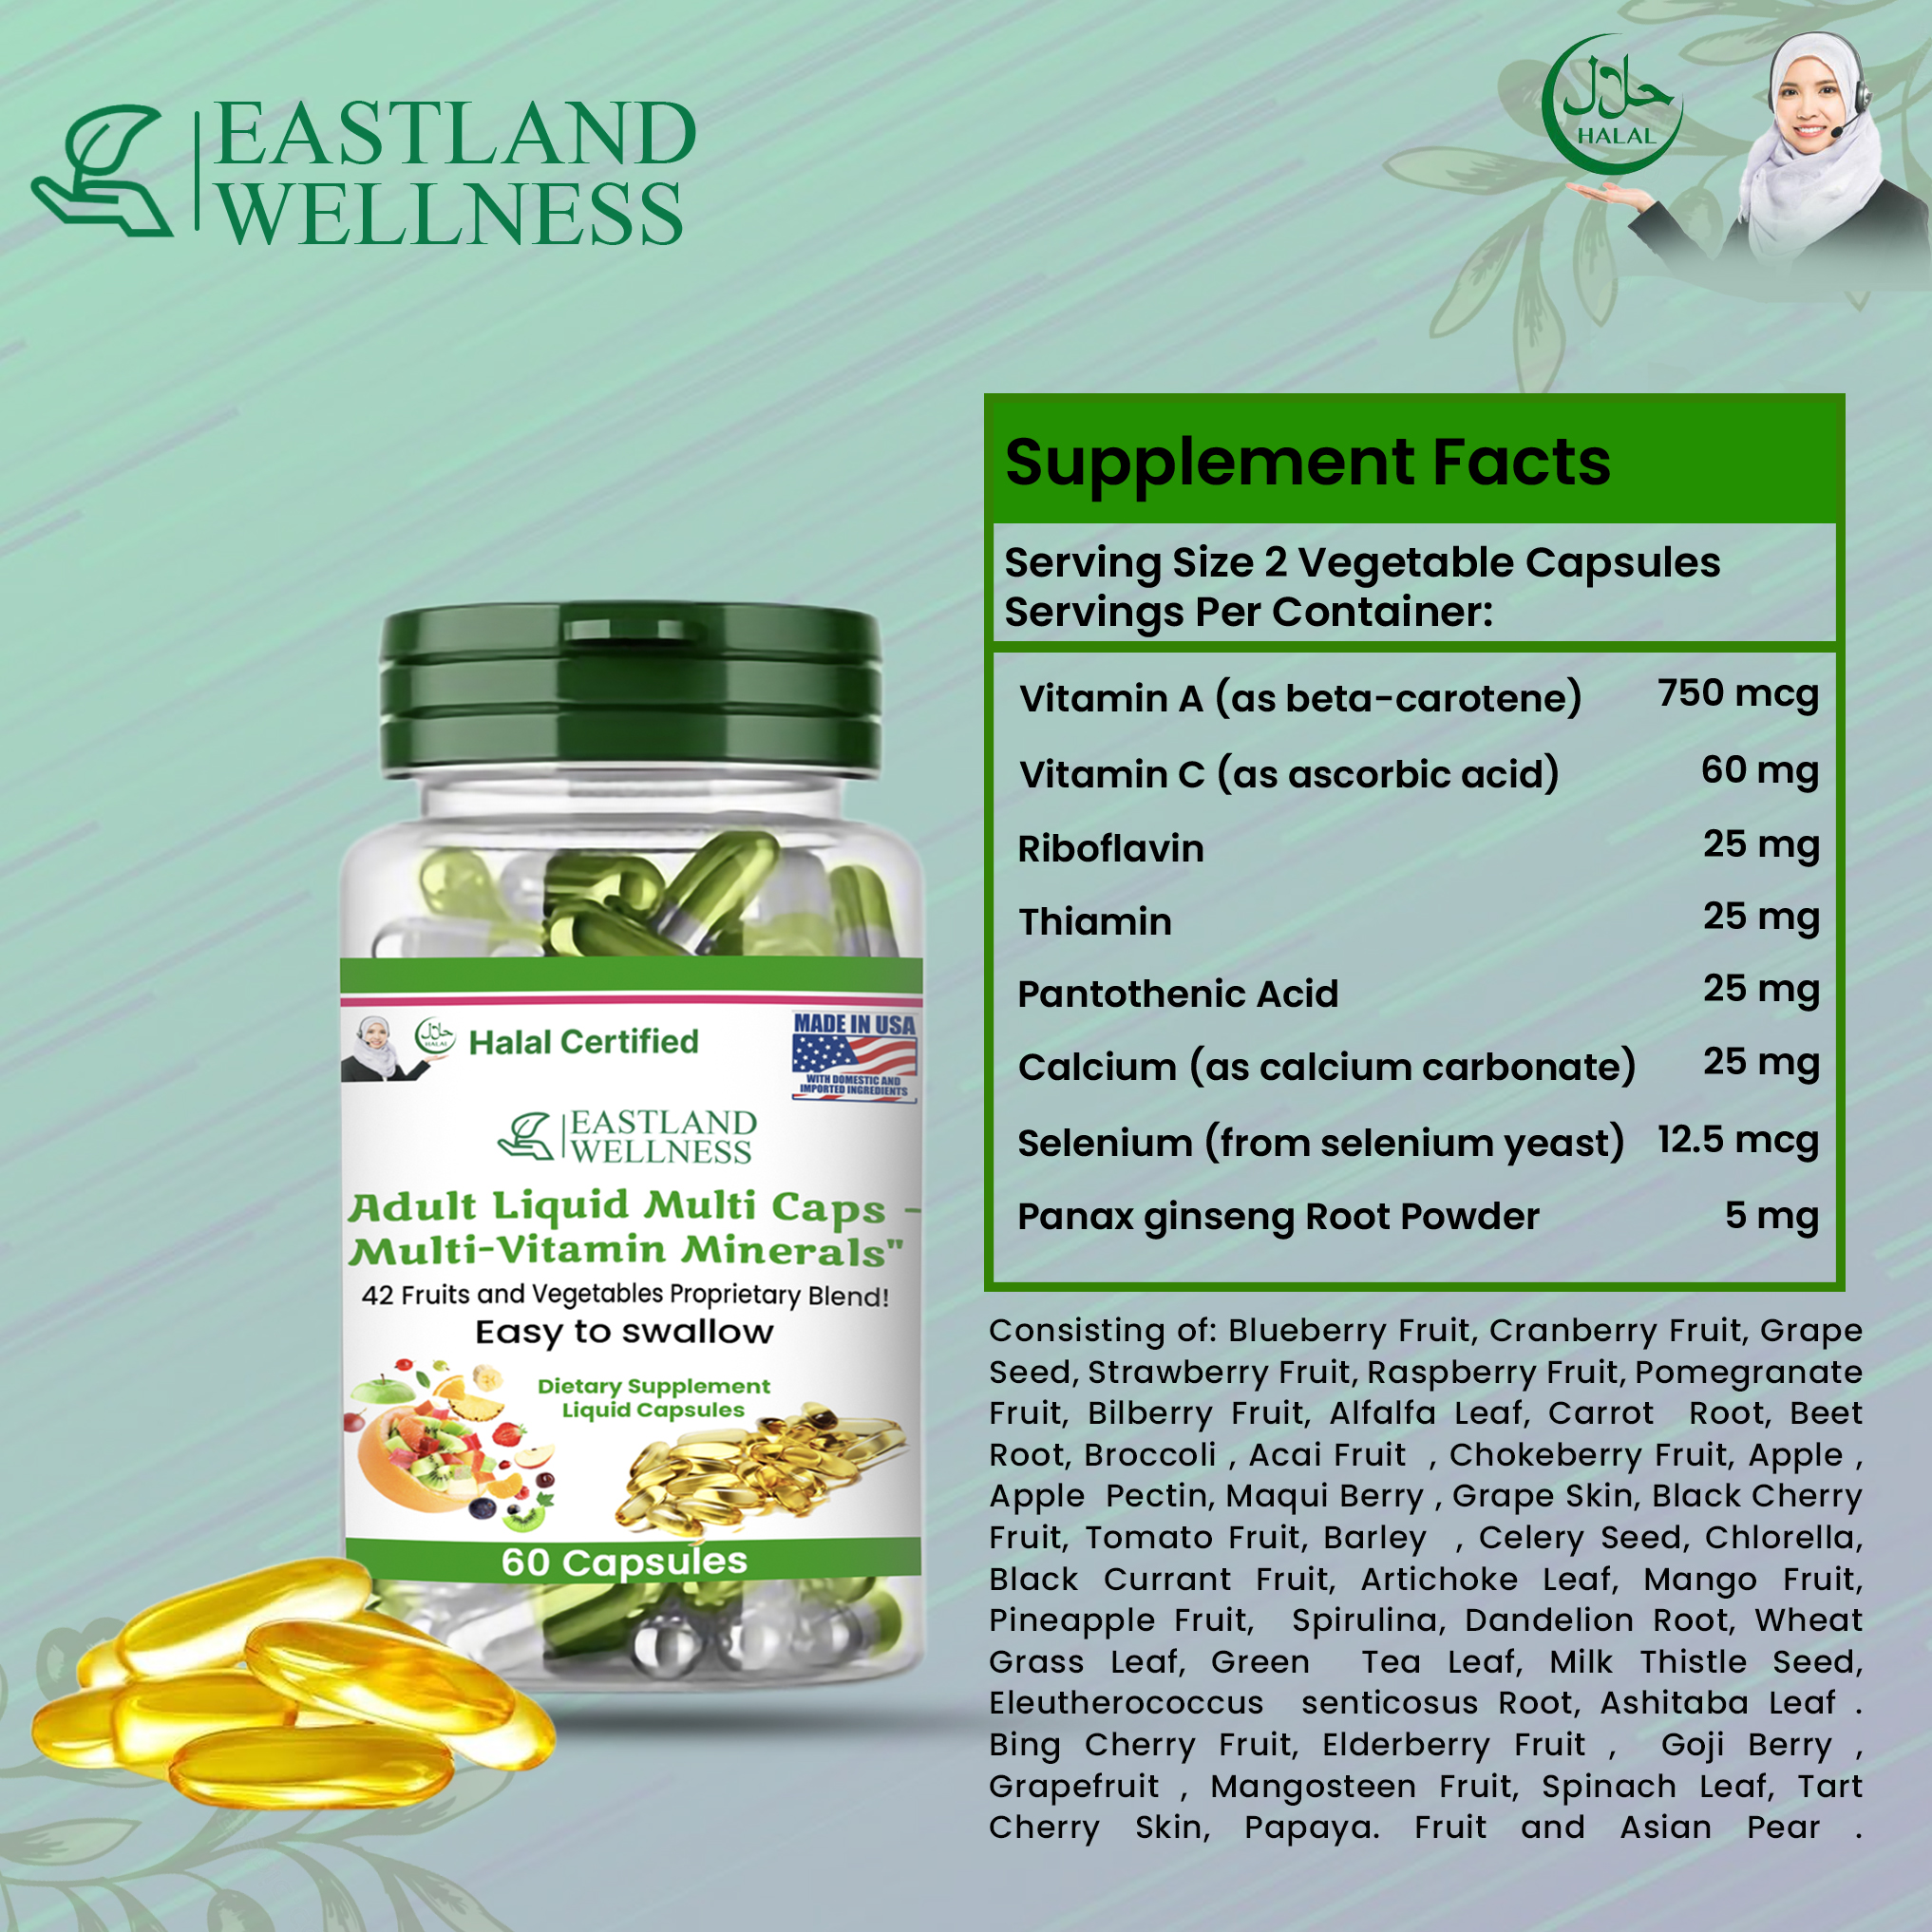 EASTLAND
WELLNESS
حلال
HALAL
Supplement Facts
Serving Size 2 Vegetable Capsules
Servings Per Container:
Vitamin A (as beta-carotene) 750 mcg
Vitamin C (as ascorbic acid) 60 mg
Riboflavin 25 mg
Thiamin 25 mg
Pantothenic Acid 25 mg
Calcium (as calcium carbonate) 25 mg
Selenium (from selenium yeast) 12.5 mcg
Panax ginseng Root Powder 5 mg
Consisting of: Blueberry Fruit, Cranberry Fruit, Grape
Seed, Strawberry Fruit, Raspberry Fruit, Pomegranate
Fruit, Bilberry Fruit, Alfalfa Leaf, Carrot Root, Beet
Root, Broccoli , Acai Fruit , Chokeberry Fruit, Apple ,
Apple Pectin, Maqui Berry , Grape Skin, Black Cherry
Fruit, Tomato Fruit, Barley , Celery Seed, Chlorella,
Black Currant Fruit, Artichoke Leaf, Mango Fruit,
Pineapple Fruit, Spirulina, Dandelion Root, Wheat
Grass Leaf, Green Tea Leaf, Milk Thistle Seed,
Eleutherococcus senticosus Root, Ashitaba Leaf .
Bing Cherry Fruit, Elderberry Fruit , Goji Berry ,
Grapefruit , Mangosteen Fruit, Spinach Leaf, Tart
Cherry Skin, Papaya. Fruit and Asian Pear .
حلال
HALAL
Halal Certified
MADE IN USA
WITH DOMESTIC AND
IMPORTED INGREDIENTS
EASTLAND
WELLNESS
Adult Liquid Multi Caps -
Multi-Vitamin Minerals"
42 Fruits and Vegetables Proprietary Blend!
Easy to swallow
Dietary Supplement
Liquid Capsules
60 Capsules